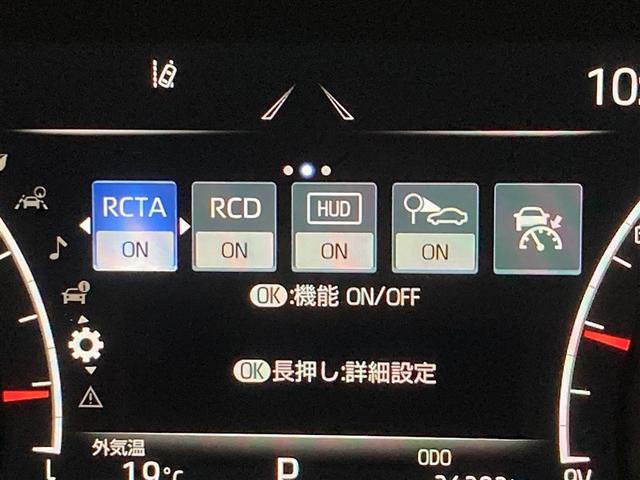 RCTA RCD HUD
ON ON ON ON
OK:機能 ON/OFF
OK長押し:詳細設定
外気温 ODO
19℃ P